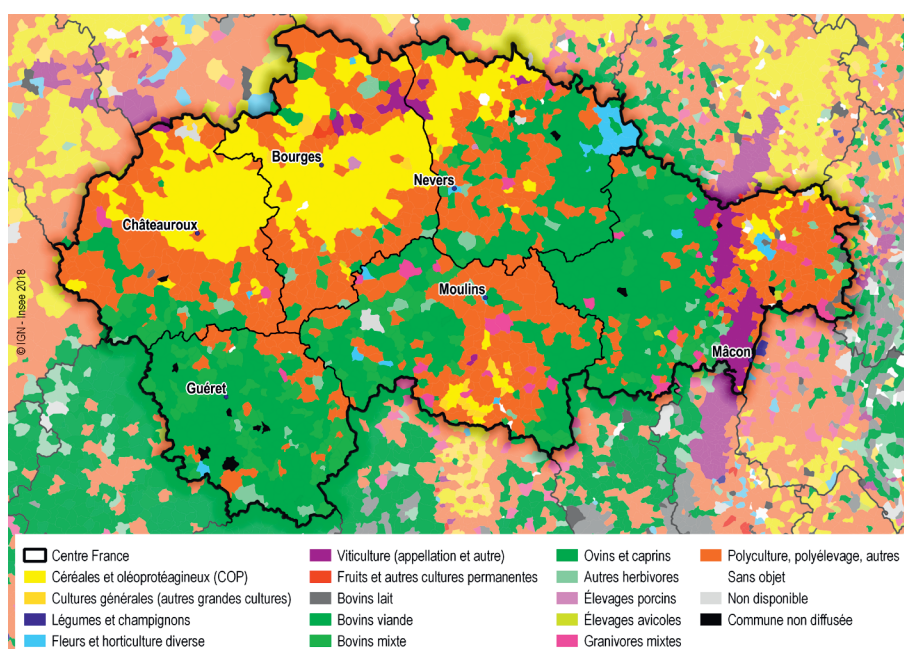 Bourges
Nevers
Châteauroux
Moulins
Mâcon
Guéret
© IGN - Insee 2018
Centre France
Céréales et oléoprotéagineux (COP)
Cultures générales (autres grandes cultures)
Légumes et champignons
Fleurs et horticulture diverse
Viticulture (appellation et autre)
Fruits et autres cultures permanentes
Bovins lait
Bovins viande
Bovins mixte
Ovins et caprins
Autres herbivores
Élevages porcins
Élevages avicoles
Granivores mixtes
Polyculture, polyélevage, autres
Sans objet
Non disponible
Commune non diffusée